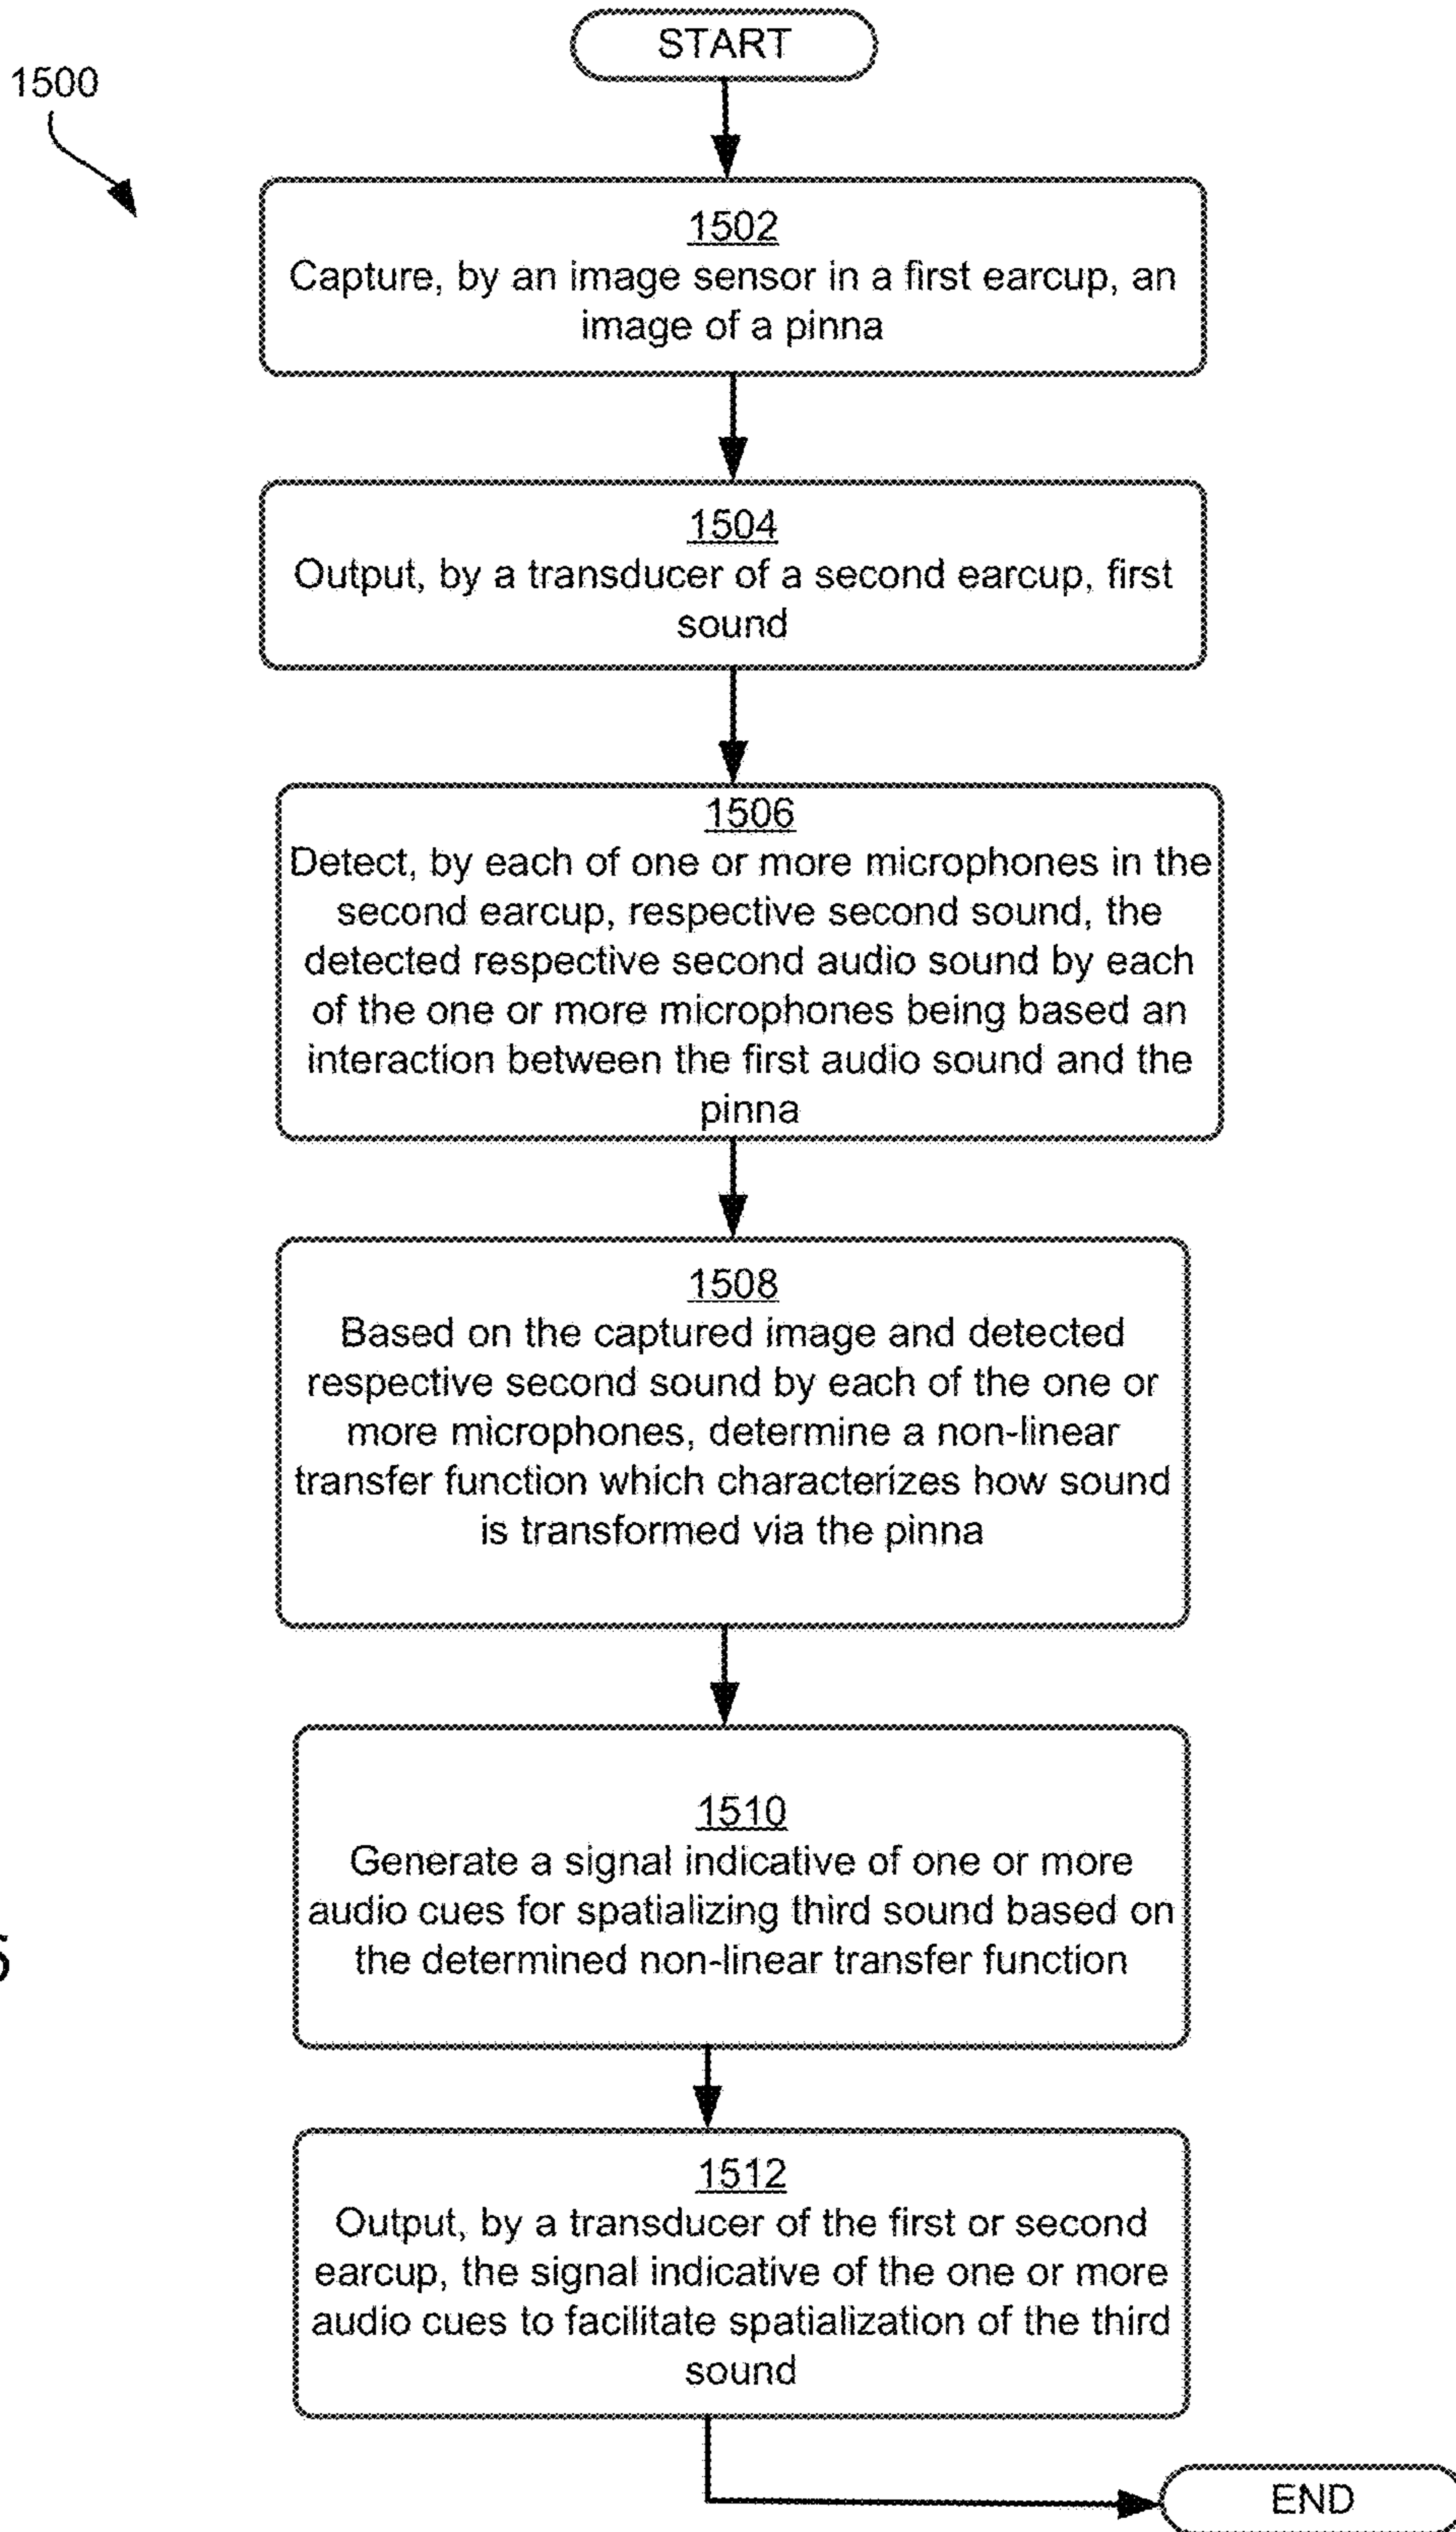 START
1500
1502
Capture, by an image sensor in a first earcup, an
image of a pinna
1504
Output, by a transducer of a second earcup, first
sound
1506
Detect, by each of one or more microphones in the
second earcup, respective second sound, the
detected respective second audio sound by each
of the one or more microphones being based an
interaction between the first audio sound and the
pinna
1508
Based on the captured image and detected
respective second sound by each of the one or
more microphones, determine a non-linear
transfer function which characterizes how sound
is transformed via the pinna
1510
Generate a signal indicative of one or more
audio cues for spatializing third sound based on
the determined non-linear transfer function
1512
Output, by a transducer of the first or second
earcup, the signal indicative of the one or more
audio cues to facilitate spatialization of the third
sound
END